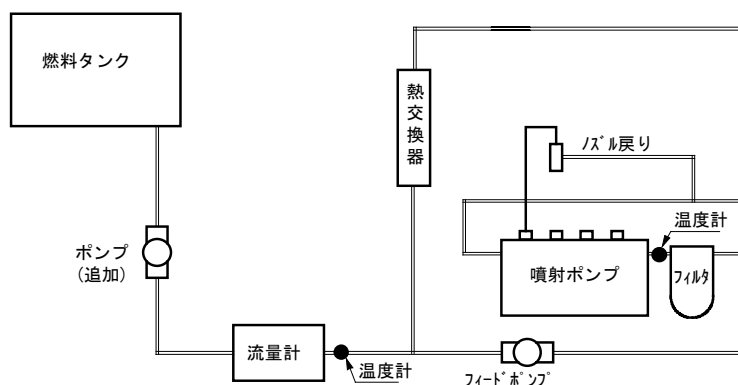 燃料タンク
熱交換器
ﾉｽﾞﾙ戻り
温度計
ポンプ
(追加)
噴射ポンプ
ﾌｨﾙﾀ
流量計
温度計
ﾌｨｰﾄﾞﾎﾟﾝﾌﾟ